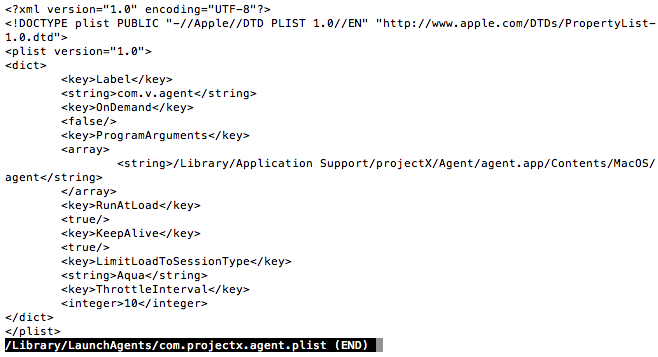 <?xml version="1.0" encoding="UTF-8"?>
<!DOCTYPE plist PUBLIC "-//Apple//DTD PLIST 1.0//EN" "http://www.apple.com/DTDs/PropertyList-
1.0.dtd">
<plist version="1.0">
<dict>
        <key>Label</key>
        <string>com.v.agent</string>
        <key>OnDemand</key>
        <false/>
        <key>ProgramArguments</key>
        <array>
                <string>/Library/Application Support/projectX/Agent/agent.app/Contents/MacOS/
agent</string>
        </array>
        <key>RunAtLoad</key>
        <true/>
        <key>KeepAlive</key>
        <true/>
        <key>LimitLoadToSessionType</key>
        <string>Aqua</string>
        <key>ThrottleInterval</key>
        <integer>10</integer>
</dict>
</plist>
/Library/LaunchAgents/com.projectx.agent.plist (END)